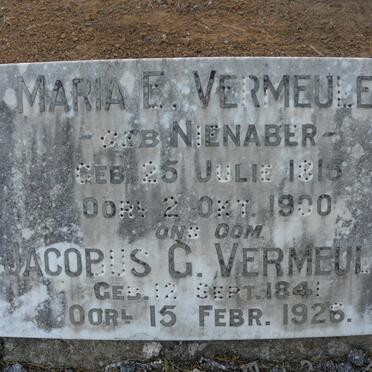 MARIA E. VERMEULE
- GEB NIENABER -
GEB. 25 JULIE 1815
OORL 2 OKT. 1900
ONS OOM
JACOBUS G. VERMEUL
GEB. 12 SEPT. 1841
OORL 15 FEBR. 1926.